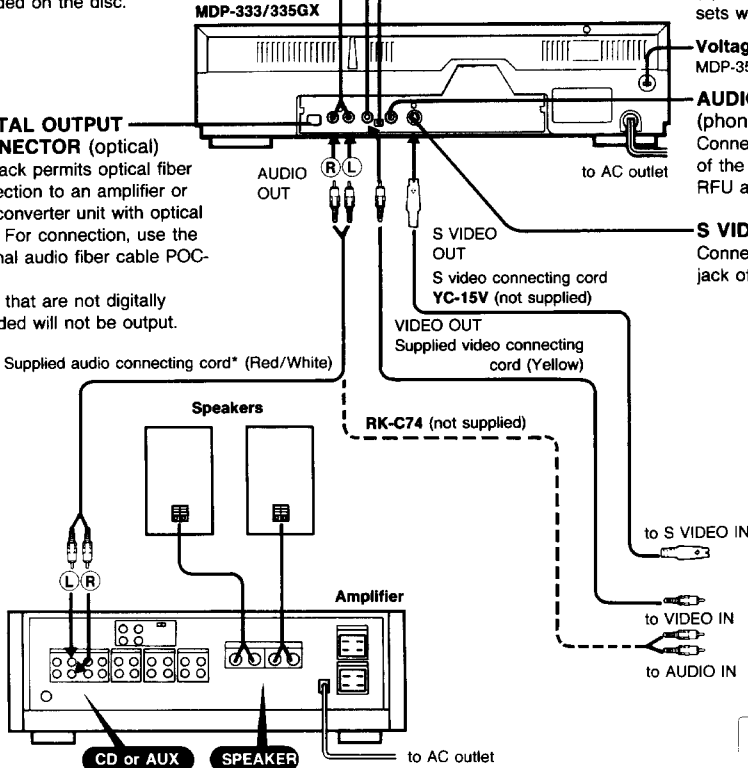 ded on the disc.
MDP-333/335GX
sets w
Voltag
MDP-35
AUDIO
(phon
Conne
of the
RFU a
TAL OUTPUT
NECTOR (optical)
ack permits optical fiber
ection to an amplifier or
converter unit with optical
For connection, use the
nal audio fiber cable POC-
that are not digitally
ded will not be output.
AUDIO
OUT
R L
to AC outlet
S VID
Conne
jack of
S VIDEO
OUT
S video connecting cord
YC-15V (not supplied)
VIDEO OUT
Supplied video connecting
cord (Yellow)
Supplied audio connecting cord* (Red/White)
Speakers
RK-C74 (not supplied)
to S VIDEO IN
L R
Amplifier
to VIDEO IN
to AUDIO IN
CD or AUX
SPEAKER
to AC outlet